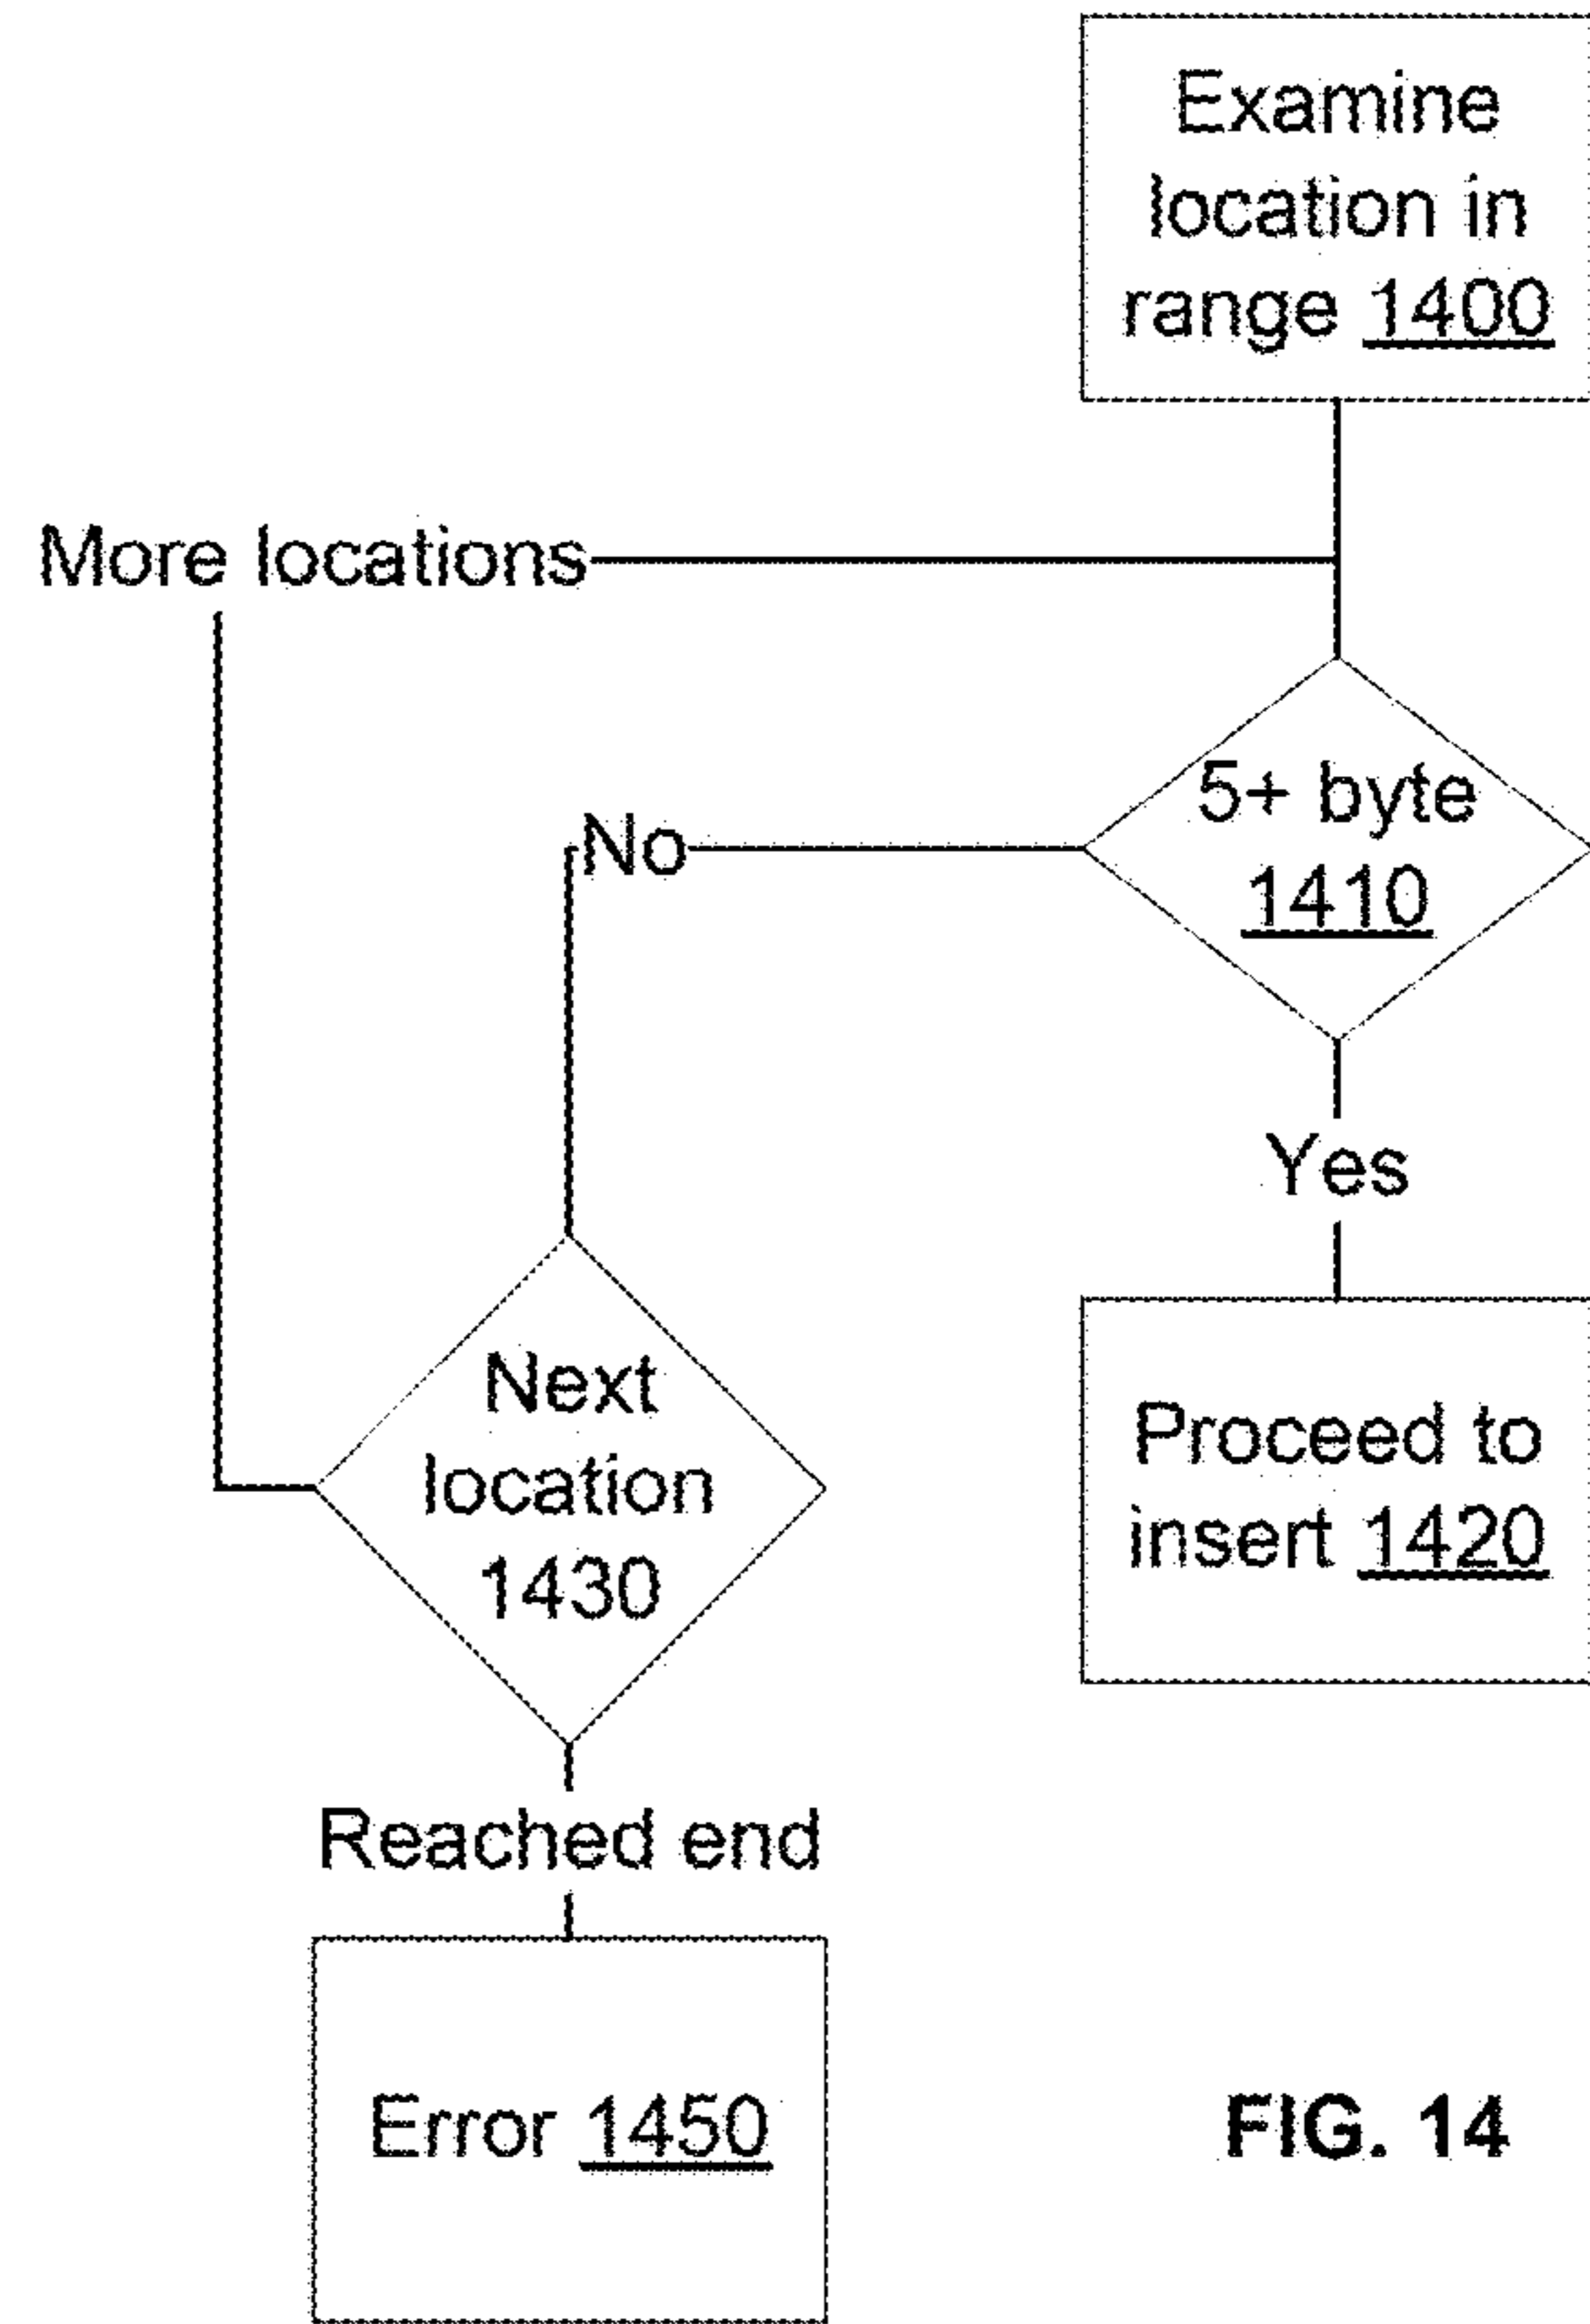 Examine
location in
range 1400
More locations
5+ byte
1410
No
Yes
Next
location
1430
Proceed to
insert 1420
Reached end
Error 1450
FIG. 14